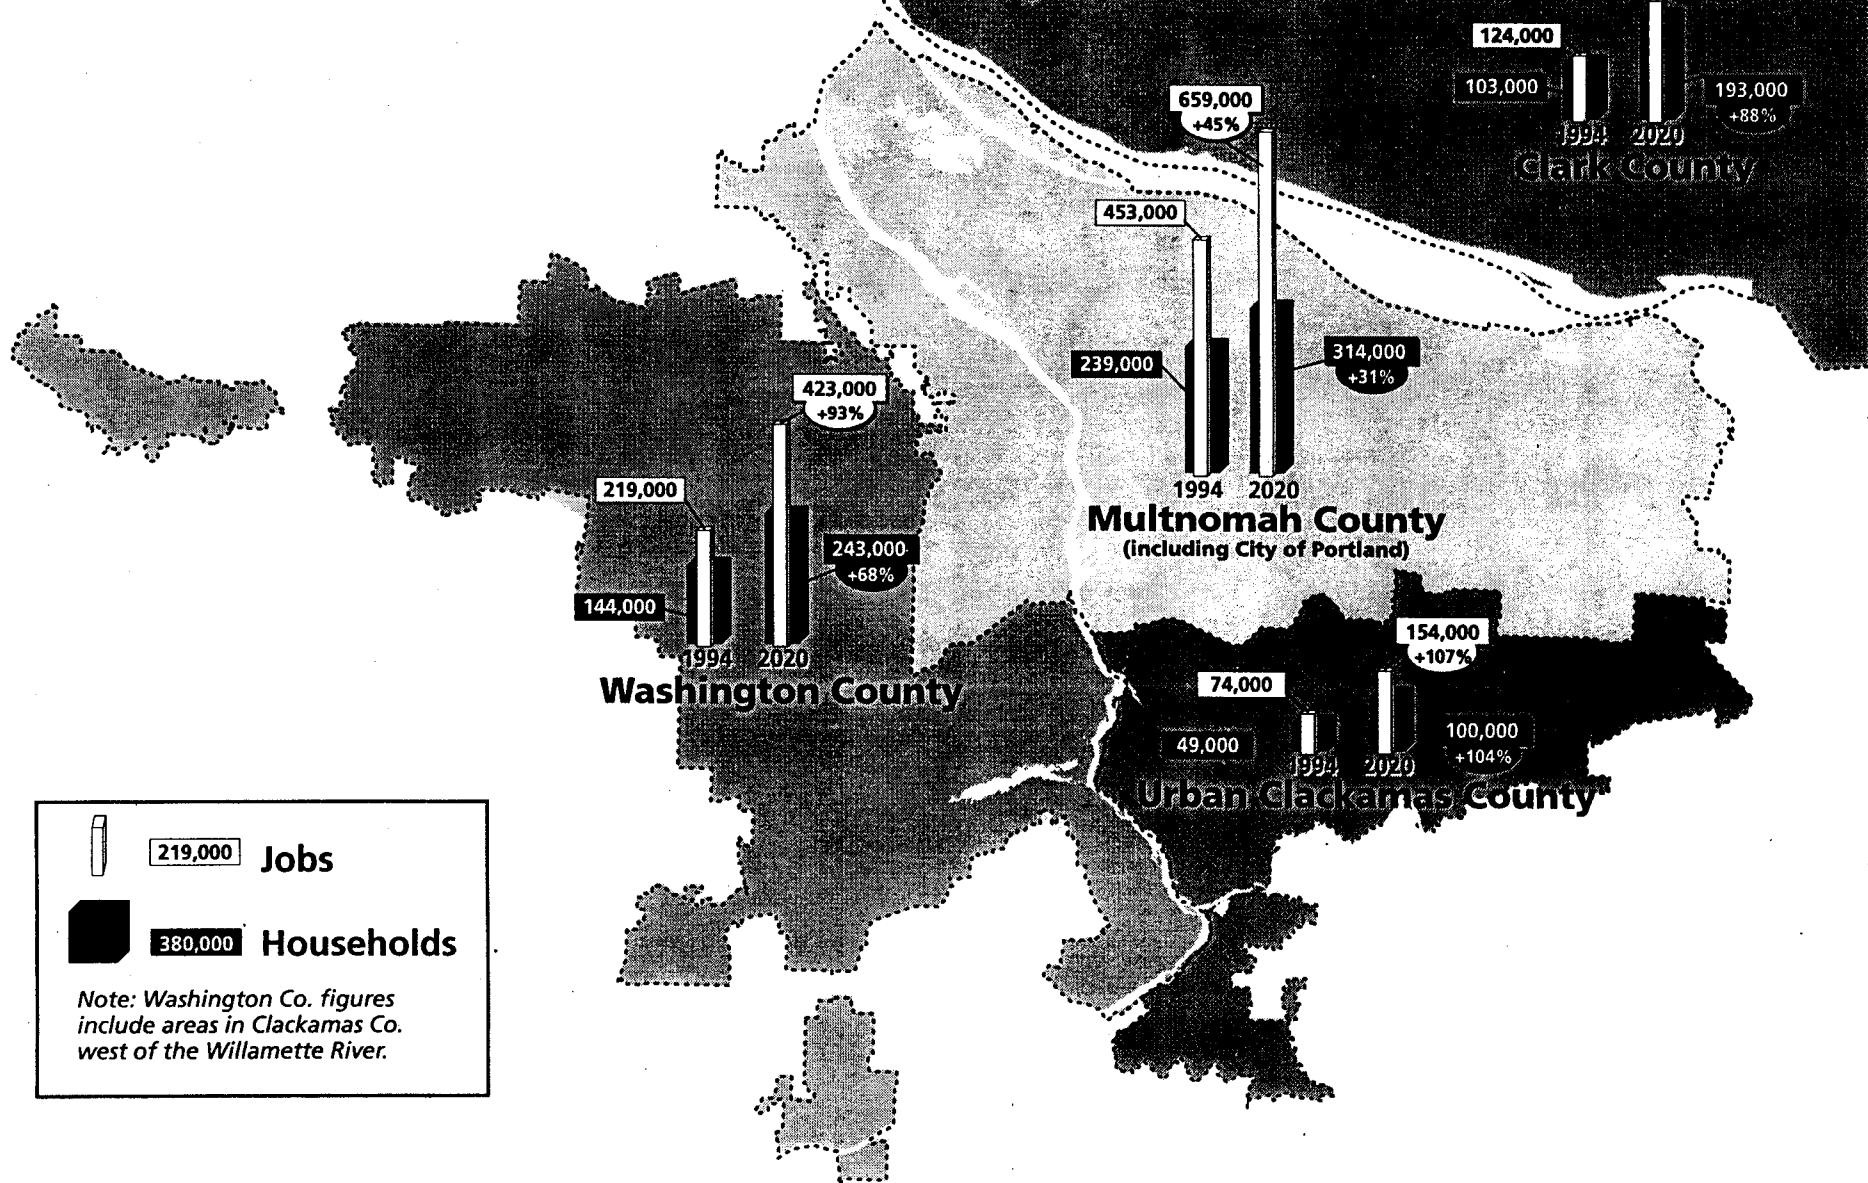 124,000
103,000
193,000
+88%
1994 2020
Clark County
659,000
+45%
453,000
239,000
314,000
+31%
1994 2020
Multnomah County
(including City of Portland)
423,000
+93%
219,000
243,000
+68%
144,000
1994 2020
Washington County
154,000
+107%
74,000
49,000
100,000
+104%
1994 2020
Urban Clackamas County
219,000 Jobs
380,000 Households
Note: Washington Co. figures
include areas in Clackamas Co.
west of the Willamette River.